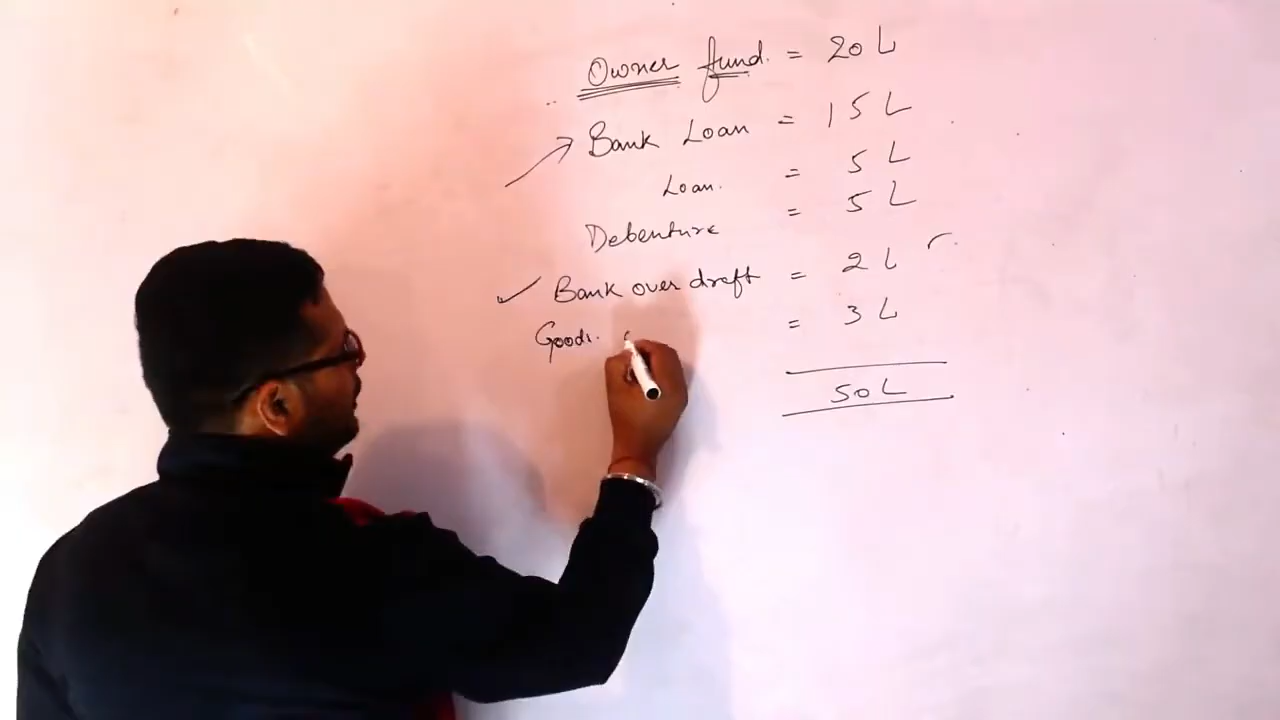 Owner fund. = 20 L
Bank Loan = 15 L
Loan. = 5 L
Debenture = 5 L
Bank over draft = 2 L
Goods. = 3 L
50 L